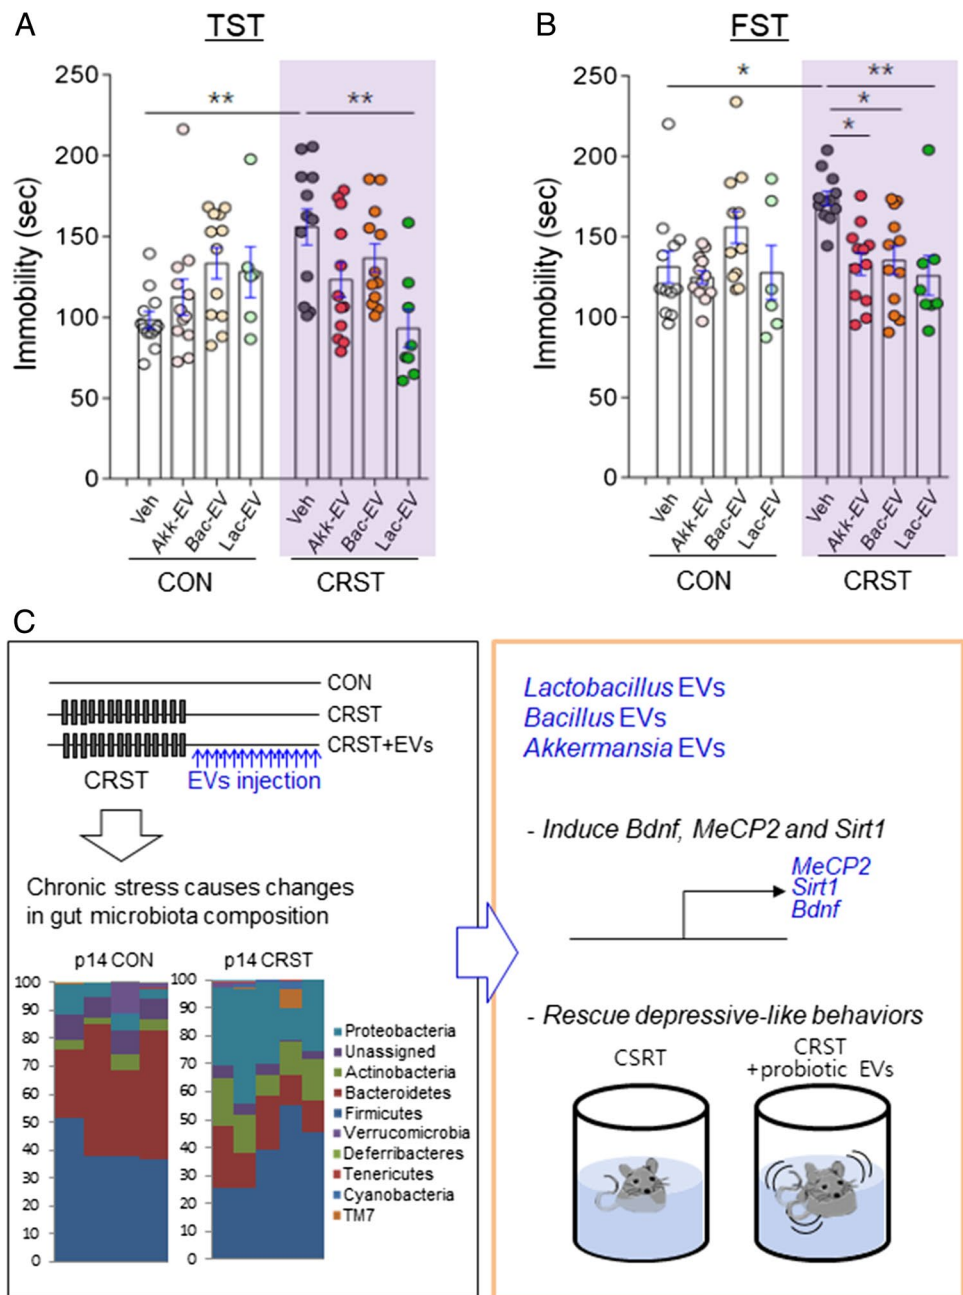 A
TST
Immobility (sec)
250
200
150
100
50
0
**
**
Veh
Akk-EV
Bac-EV
Lac-EV
Veh
Akk-EV
Bac-EV
Lac-EV
CON
CRST
B
FST
Immobility (sec)
250
200
150
100
50
0
*
**
*
*
Veh
Akk-EV
Bac-EV
Lac-EV
Veh
Akk-EV
Bac-EV
Lac-EV
CON
CRST
C
CON
CRST
CRST+EVs
CRST
EVs injection
Chronic stress causes changes
in gut microbiota composition
p14 CON
100
90
80
70
60
50
40
30
20
10
0
p14 CRST
100
90
80
70
60
50
40
30
20
10
0
Proteobacteria
Unassigned
Actinobacteria
Bacteroidetes
Firmicutes
Verrucomicrobia
Deferribacteres
Tenericutes
Cyanobacteria
TM7
Lactobacillus EVs
Bacillus EVs
Akkermansia EVs
- Induce Bdnf, MeCP2 and Sirt1
MeCP2
Sirt1
Bdnf
- Rescue depressive-like behaviors
CSRT
CRST
+probiotic EVs